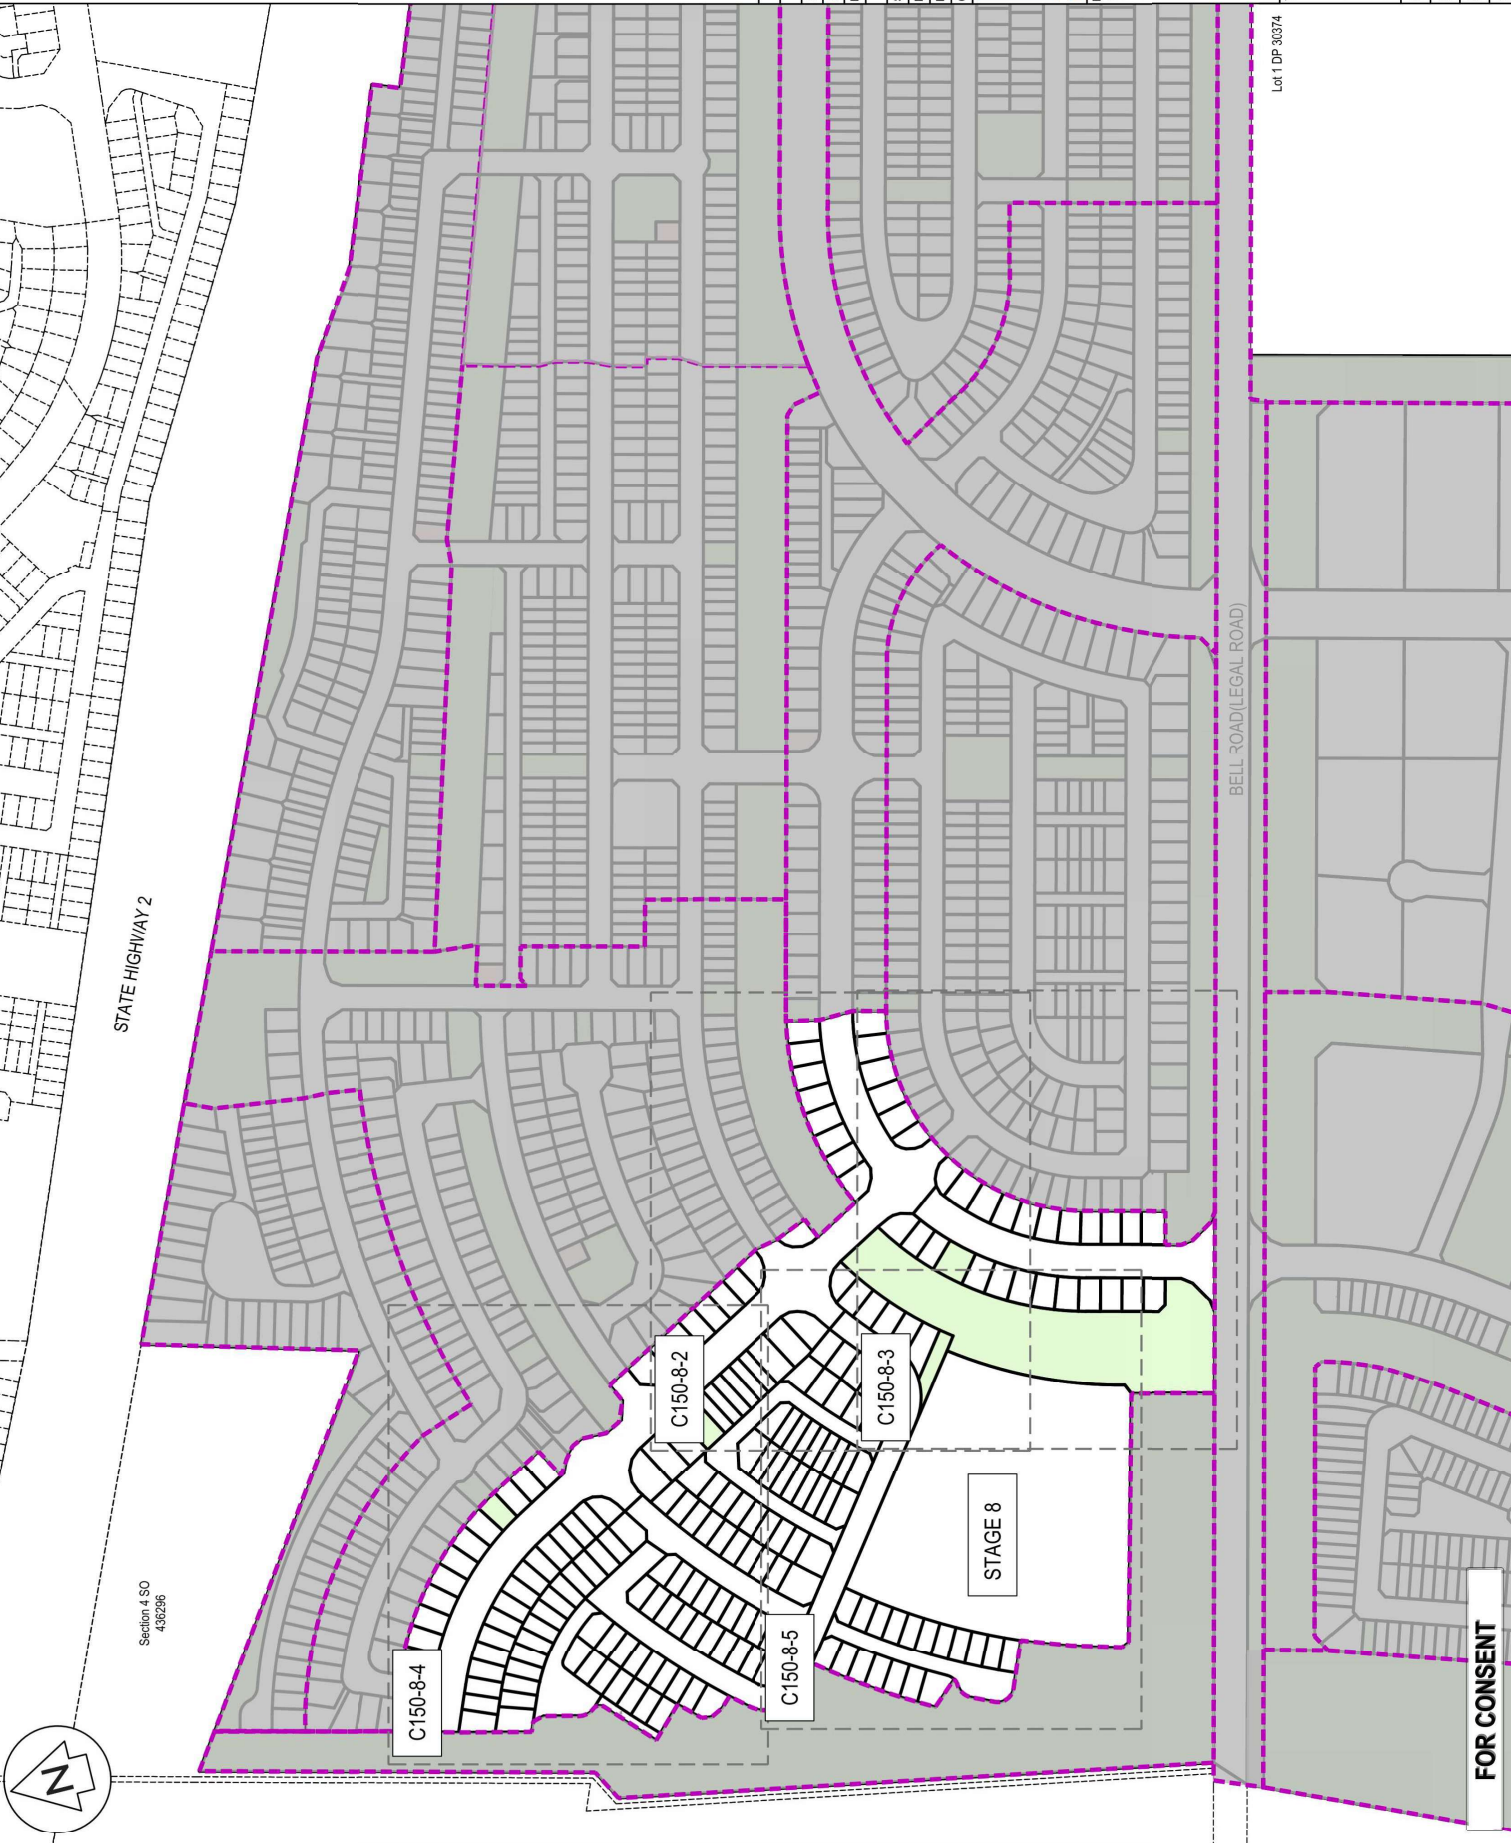 Lot 1 DP 30374
BELL ROAD(LEGAL ROAD)
STATE HIGHWAY 2
C150-8-2
C150-8-3
STAGE 8
Section 4 SO
436296
C150-8-4
C150-8-5
N
FOR CONSENT